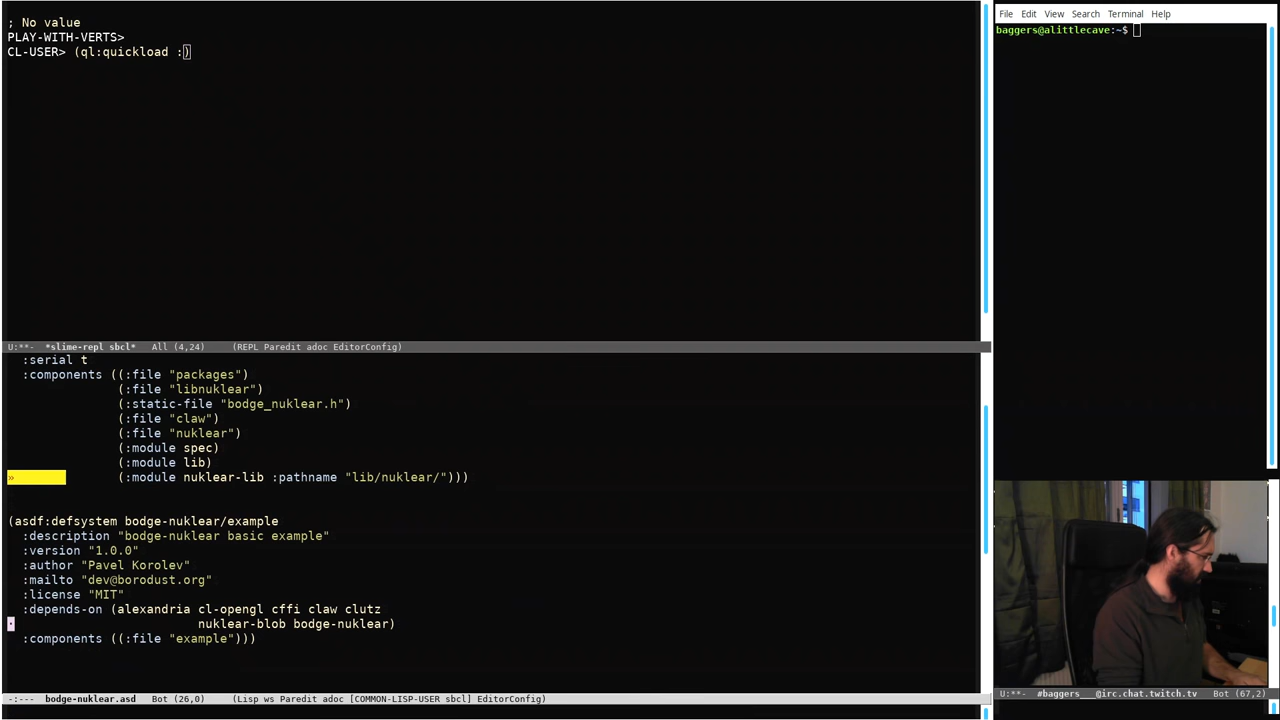 ; No value
PLAY-WITH-VERTS>
CL-USER> (ql:quickload :)
U:**-  *slime-repl sbcl*   All (4,24)     (REPL Paredit adoc EditorConfig)
:serial t
:components ((:file "packages")
(:file "libnuklear")
(:static-file "bodge_nuklear.h")
(:file "claw")
(:file "nuklear")
(:module spec)
(:module lib)
» (:module nuklear-lib :pathname "lib/nuklear/")))
(asdf:defsystem bodge-nuklear/example
:description "bodge-nuklear basic example"
:version "1.0.0"
:author "Pavel Korolev"
:mailto "dev@borodust.org"
:license "MIT"
:depends-on (alexandria cl-opengl cffi claw clutz
nuklear-blob bodge-nuklear)
:components ((:file "example")))
-:---  bodge-nuklear.asd   Bot (26,0)     (Lisp ws Paredit adoc [COMMON-LISP-USER sbcl] EditorConfig)
File Edit View Search Terminal Help
baggers@alittlecave:~$
U:**-  #baggers___@irc.chat.twitch.tv   Bot (67,2)